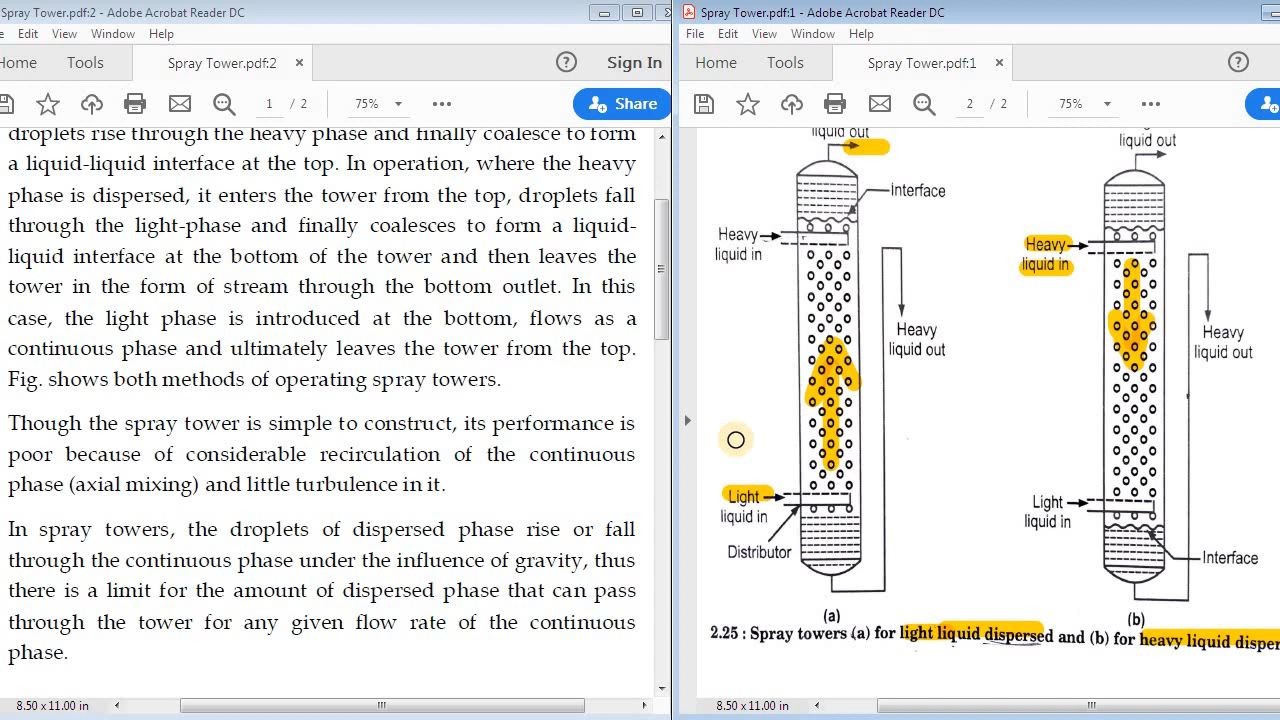 Spray Tower.pdf:2 - Adobe Acrobat Reader DC
Edit View Window Help
Home Tools Spray Tower.pdf:2 × ? Sign In
1 / 2 75% Share
droplets rise through the heavy phase and finally coalesce to form
a liquid-liquid interface at the top. In operation, where the heavy
phase is dispersed, it enters the tower from the top, droplets fall
through the light-phase and finally coalesces to form a liquid-
liquid interface at the bottom of the tower and then leaves the
tower in the form of stream through the bottom outlet. In this
case, the light phase is introduced at the bottom, flows as a
continuous phase and ultimately leaves the tower from the top.
Fig. shows both methods of operating spray towers.
Though the spray tower is simple to construct, its performance is
poor because of considerable recirculation of the continuous
phase (axial mixing) and little turbulence in it.
In spray towers, the droplets of dispersed phase rise or fall
through the continuous phase under the influence of gravity, thus
there is a limit for the amount of dispersed phase that can pass
through the tower for any given flow rate of the continuous
phase.
8.50 x 11.00 in
Spray Tower.pdf:1 - Adobe Acrobat Reader DC
File Edit View Window Help
Home Tools Spray Tower.pdf:1 × ?
2 / 2 75%
liquid out
Interface
Heavy
liquid in
Heavy
liquid out
Light
liquid in
Distributor
(a)
liquid out
Heavy
liquid in
Heavy
liquid out
Light
liquid in
Interface
(b)
2.25 : Spray towers (a) for light liquid dispersed and (b) for heavy liquid disper
8.50 x 11.00 in